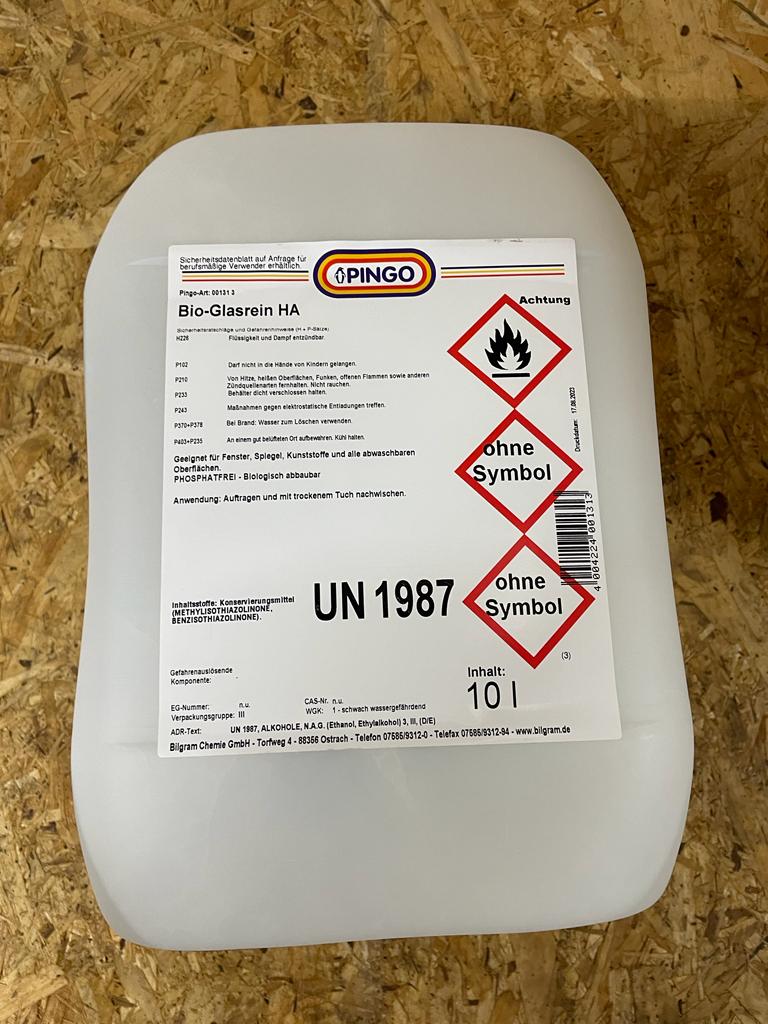 Sicherheitsdatenblatt auf Anfrage für
berufsmäßige Verwender erhältlich.
PINGO
Pingo-Art: 00131 3
Achtung
Bio-Glasrein HA
Sicherheitsratschläge und Gefahrenhinweise (H + P-Sätze)
H226 Flüssigkeit und Dampf entzündbar.
P102 Darf nicht in die Hände von Kindern gelangen.
P210 Von Hitze, heißen Oberflächen, Funken, offenen Flammen sowie anderen
Zündquellenarten fernhalten. Nicht rauchen.
P233 Behälter dicht verschlossen halten.
P243 Maßnahmen gegen elektrostatische Entladungen treffen.
P370+P378 Bei Brand: Wasser zum Löschen verwenden.
P403+P235 An einem gut belüfteten Ort aufbewahren. Kühl halten.
Druckdatum: 17.08.2023
ohne
Symbol
Geeignet für Fenster, Spiegel, Kunststoffe und alle abwaschbaren
Oberflächen.
PHOSPHATFREI - Biologisch abbaubar
Anwendung: Auftragen und mit trockenem Tuch nachwischen.
4 004224 001313
ohne
Symbol
Inhaltsstoffe: Konservierungsmittel
(METHYLISOTHIAZOLINONE,
BENZISOTHIAZOLINONE).
UN 1987
(3)
Gefahrenauslösende
Komponente:
Inhalt:
10 l
EG-Nummer: n.u. CAS-Nr. n.u.
Verpackungsgruppe: III WGK: 1 - schwach wassergefährdend
ADR-Text: UN 1987, ALKOHOLE, N.A.G. (Ethanol, Ethylalkohol) 3, III, (D/E)
Bilgram Chemie GmbH - Torfweg 4 - 88356 Ostrach - Telefon 07585/9312-0 - Telefax 07585/9312-94 - www.bilgram.de